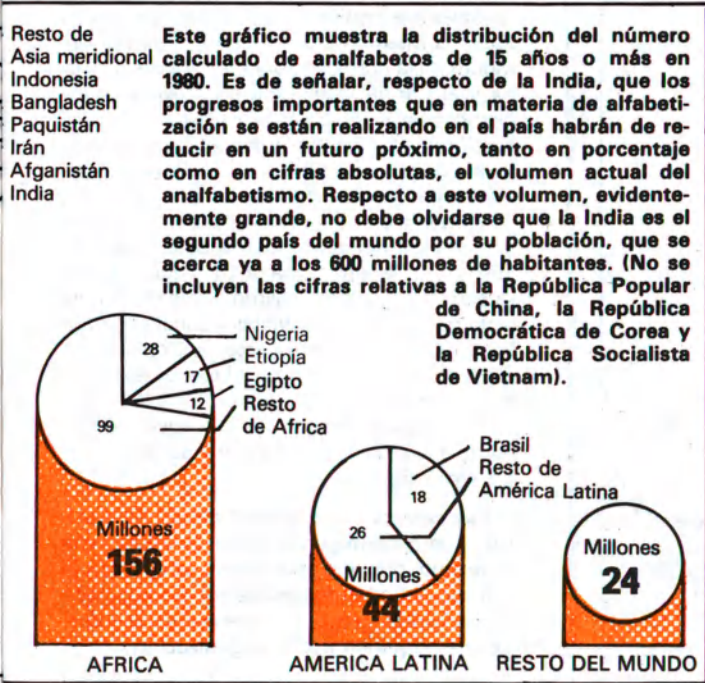 Resto de
Asia meridional
Indonesia
Bangladesh
Paquistán
Irán
Afganistán
India
Este gráfico muestra la distribución del número
calculado de analfabetos de 15 años o más en
1980. Es de señalar, respecto de la India, que los
progresos importantes que en materia de alfabeti-
zación se están realizando en el país habrán de re-
ducir en un futuro próximo, tanto en porcentaje
como en cifras absolutas, el volumen actual del
analfabetismo. Respecto a este volumen, evidente-
mente grande, no debe olvidarse que la India es el
segundo país del mundo por su población, que se
acerca ya a los 600 millones de habitantes. (No se
incluyen las cifras relativas a la República Popular
de China, la República
Democrática de Corea y
la República Socialista
de Vietnam).
28
17
12
99
Nigeria
Etiopía
Egipto
Resto
de Africa
Millones
156
AFRICA
Brasil
Resto de
América Latina
18
26
Millones
44
AMERICA LATINA
Millones
24
RESTO DEL MUNDO